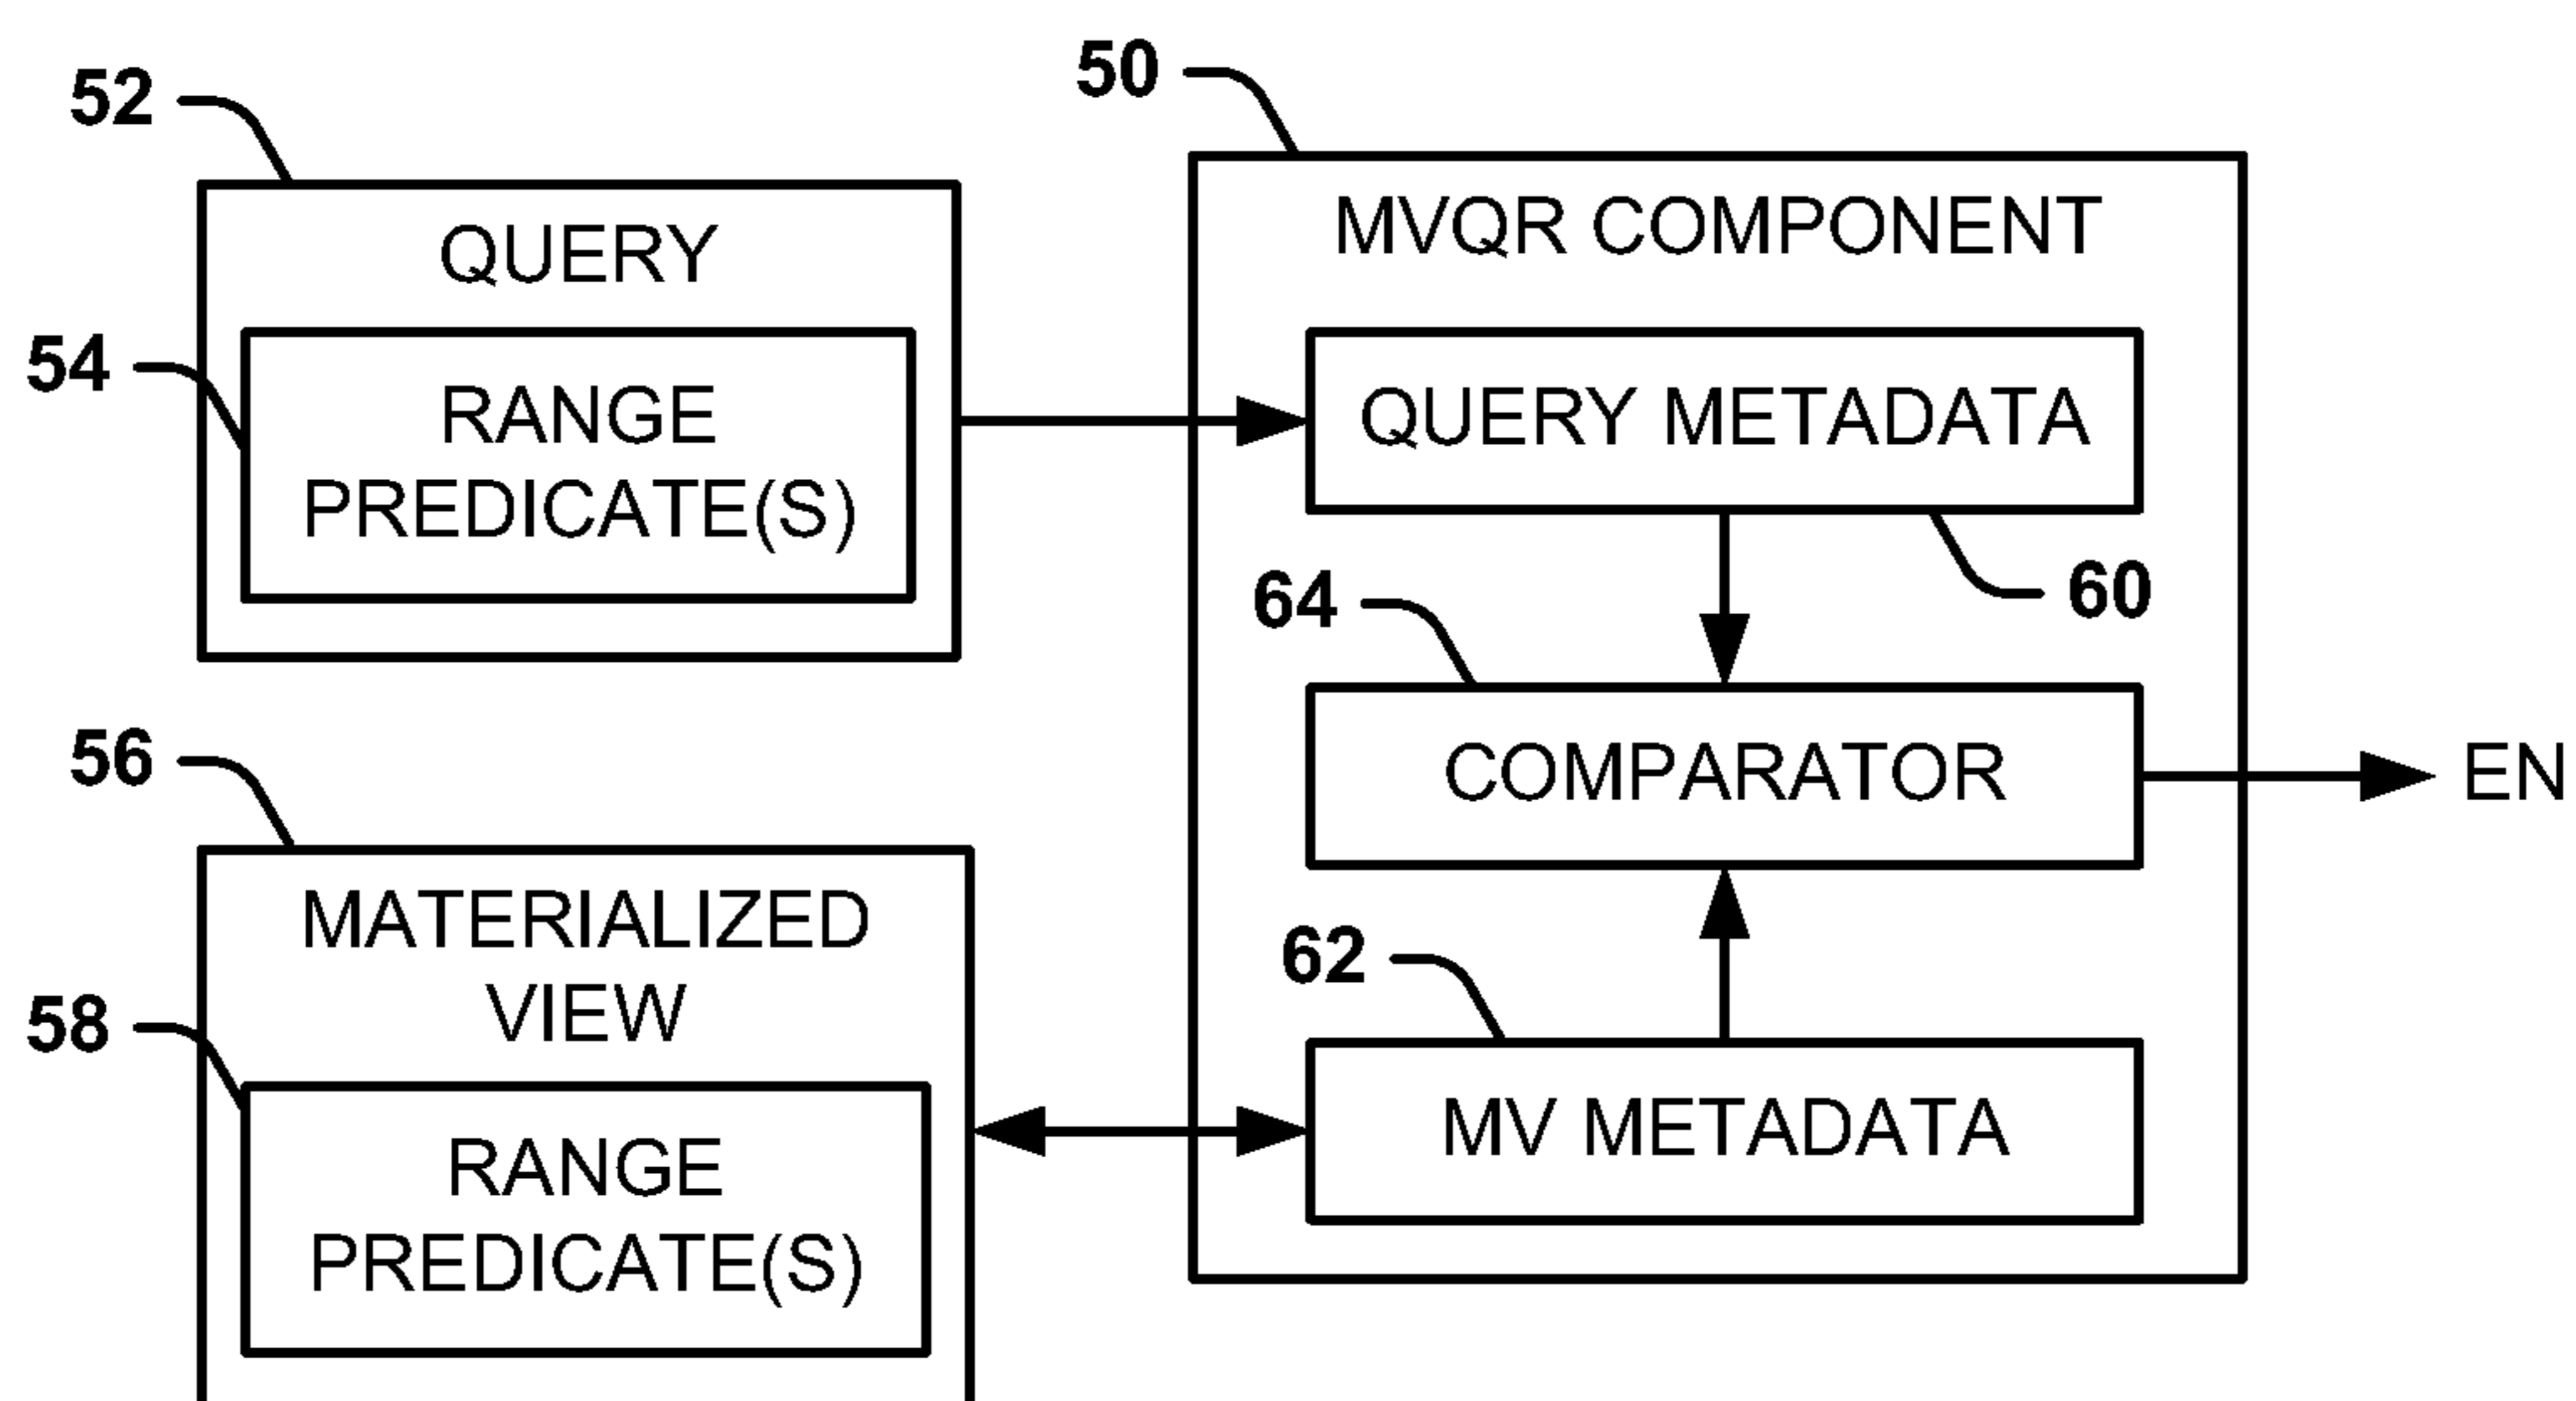 50
52
QUERY
MVQR COMPONENT
54
RANGE
PREDICATE(S)
QUERY METADATA
60
64
COMPARATOR
EN
56
MATERIALIZED
VIEW
62
58
RANGE
PREDICATE(S)
MV METADATA